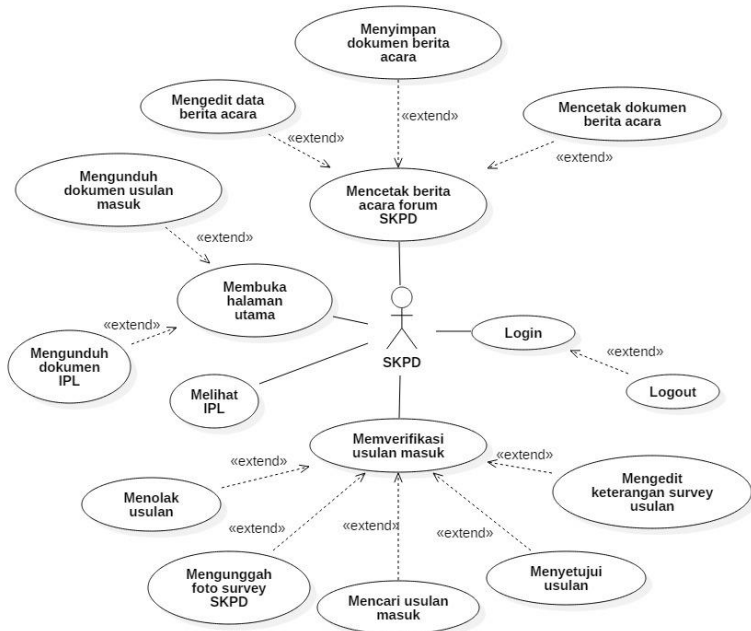 Menyimpan
dokumen berita
acara
Mengedit data
berita acara
«extend»
«extend»
Mencetak dokumen
berita acara
«extend»
Mengunduh
dokumen usulan
masuk
Mencetak berita
acara forum
SKPD
«extend»
Membuka
halaman
utama
«extend»
Mengunduh
dokumen
IPL
Login
SKPD
«extend»
Melihat
IPL
Logout
Memverifikasi
usulan masuk
«extend»
«extend»
Menolak
usulan
Mengedit
keterangan survey
usulan
«extend»
«extend»
«extend»
Mengunggah
foto survey
SKPD
Mencari usulan
masuk
Menyetujui
usulan